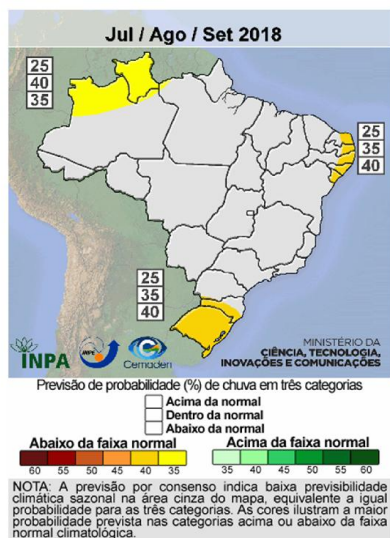 Jul / Ago / Set 2018
25
40
35
25
35
40
25
35
40
INPA
INPE
Cemaden
MINISTÉRIO DA
CIÊNCIA, TECNOLOGIA,
INOVAÇÕES E COMUNICAÇÕES
Previsão de probabilidade (%) de chuva em três categorias
Acima da normal
Dentro da normal
Abaixo da normal
Abaixo da faixa normal
Acima da faixa normal
60 55 50 45 40 35
35 40 45 50 55 60
NOTA: A previsão por consenso indica baixa previsibilidade
climática sazonal na área cinza do mapa, equivalente a igual
probabilidade para as três categorias. As cores ilustram a maior
probabilidade prevista nas categorias acima ou abaixo da faixa
normal climatológica.